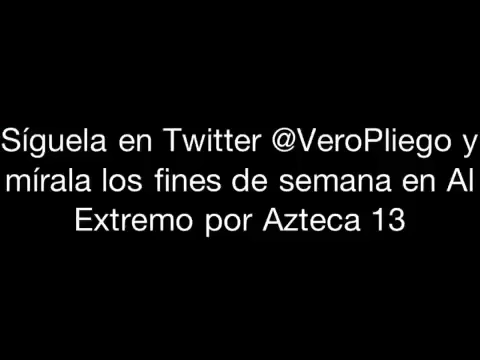 Síguela en Twitter @VeroPliego y
mírala los fines de semana en Al
Extremo por Azteca 13